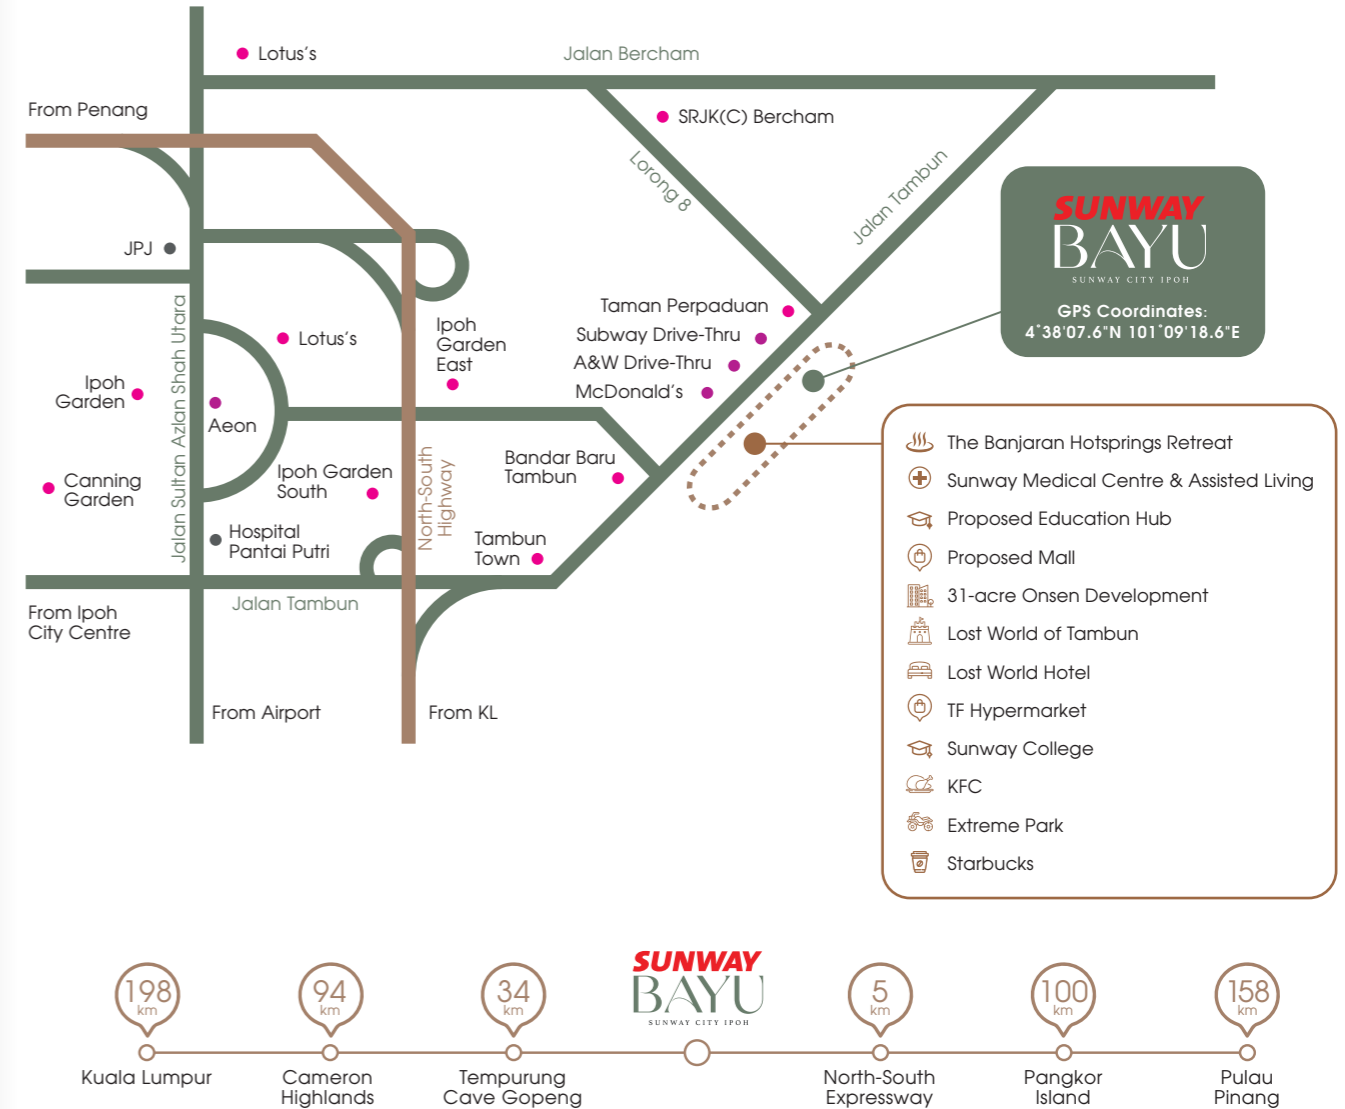 Lotus's
Jalan Bercham
From Penang
SRJK(C) Bercham
Lorong 8
Jalan Tambun
SUNWAY
BAYU
SUNWAY CITY IPOH
GPS Coordinates:
4°38'07.6"N 101°09'18.6"E
JPJ
Jalan Sultan Azlan Shah Utara
Lotus's
Ipoh
Garden
East
Taman Perpaduan
Subway Drive-Thru
A&W Drive-Thru
McDonald's
Ipoh
Garden
Aeon
Canning
Garden
Ipoh Garden
South
North-South
Highway
Bandar Baru
Tambun
Hospital
Pantai Putri
Tambun
Town
Jalan Tambun
From Ipoh
City Centre
From Airport
From KL
The Banjaran Hotsprings Retreat
Sunway Medical Centre & Assisted Living
Proposed Education Hub
Proposed Mall
31-acre Onsen Development
Lost World of Tambun
Lost World Hotel
TF Hypermarket
Sunway College
KFC
Extreme Park
Starbucks
198
km
Kuala Lumpur
94
km
Cameron
Highlands
34
km
Tempurung
Cave Gopeng
SUNWAY
BAYU
SUNWAY CITY IPOH
5
km
North-South
Expressway
100
km
Pangkor
Island
158
km
Pulau
Pinang